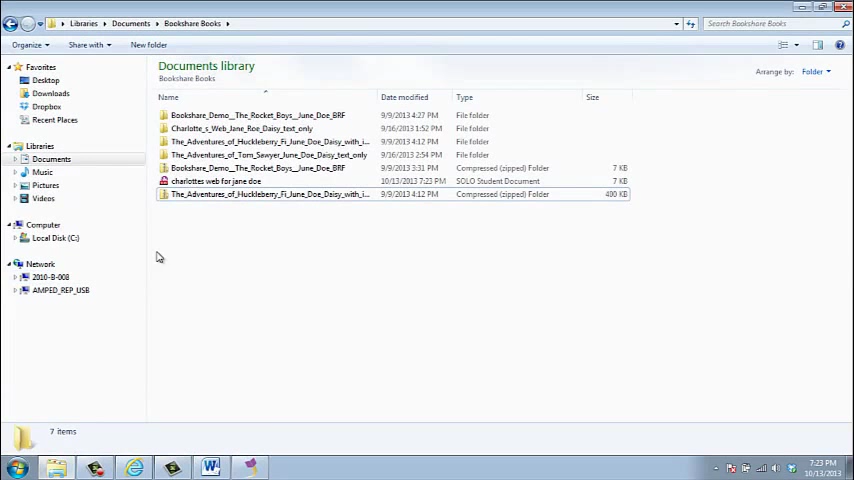 Libraries Documents Bookshare Books
Search Bookshare Books
Organize Share with New folder
Favorites
Desktop
Downloads
Dropbox
Recent Places
Libraries
Documents
Music
Pictures
Videos
Computer
Local Disk (C:)
Network
2010-B-008
AMPED_REP_USB
Documents library
Bookshare Books
Arrange by: Folder
Name Date modified Type Size
Bookshare_Demo__The_Rocket_Boys__June_Doe_BRF 9/9/2013 4:27 PM File folder
Charlotte_s_Web_Jane_Roe_Daisy_text_only 9/16/2013 1:52 PM File folder
The_Adventures_of_Huckleberry_Fi_June_Doe_Daisy_with_i... 9/9/2013 4:12 PM File folder
The_Adventures_of_Tom_Sawyer_June_Doe_Daisy_text_only 9/16/2013 2:54 PM File folder
Bookshare_Demo__The_Rocket_Boys__June_Doe_BRF 9/9/2013 3:31 PM Compressed (zipped) Folder 7 KB
charlottes web for jane doe 10/13/2013 7:23 PM SOLO Student Document 7 KB
The_Adventures_of_Huckleberry_Fi_June_Doe_Daisy_with_i... 9/9/2013 4:12 PM Compressed (zipped) Folder 400 KB
7 items
7:23 PM
10/13/2013